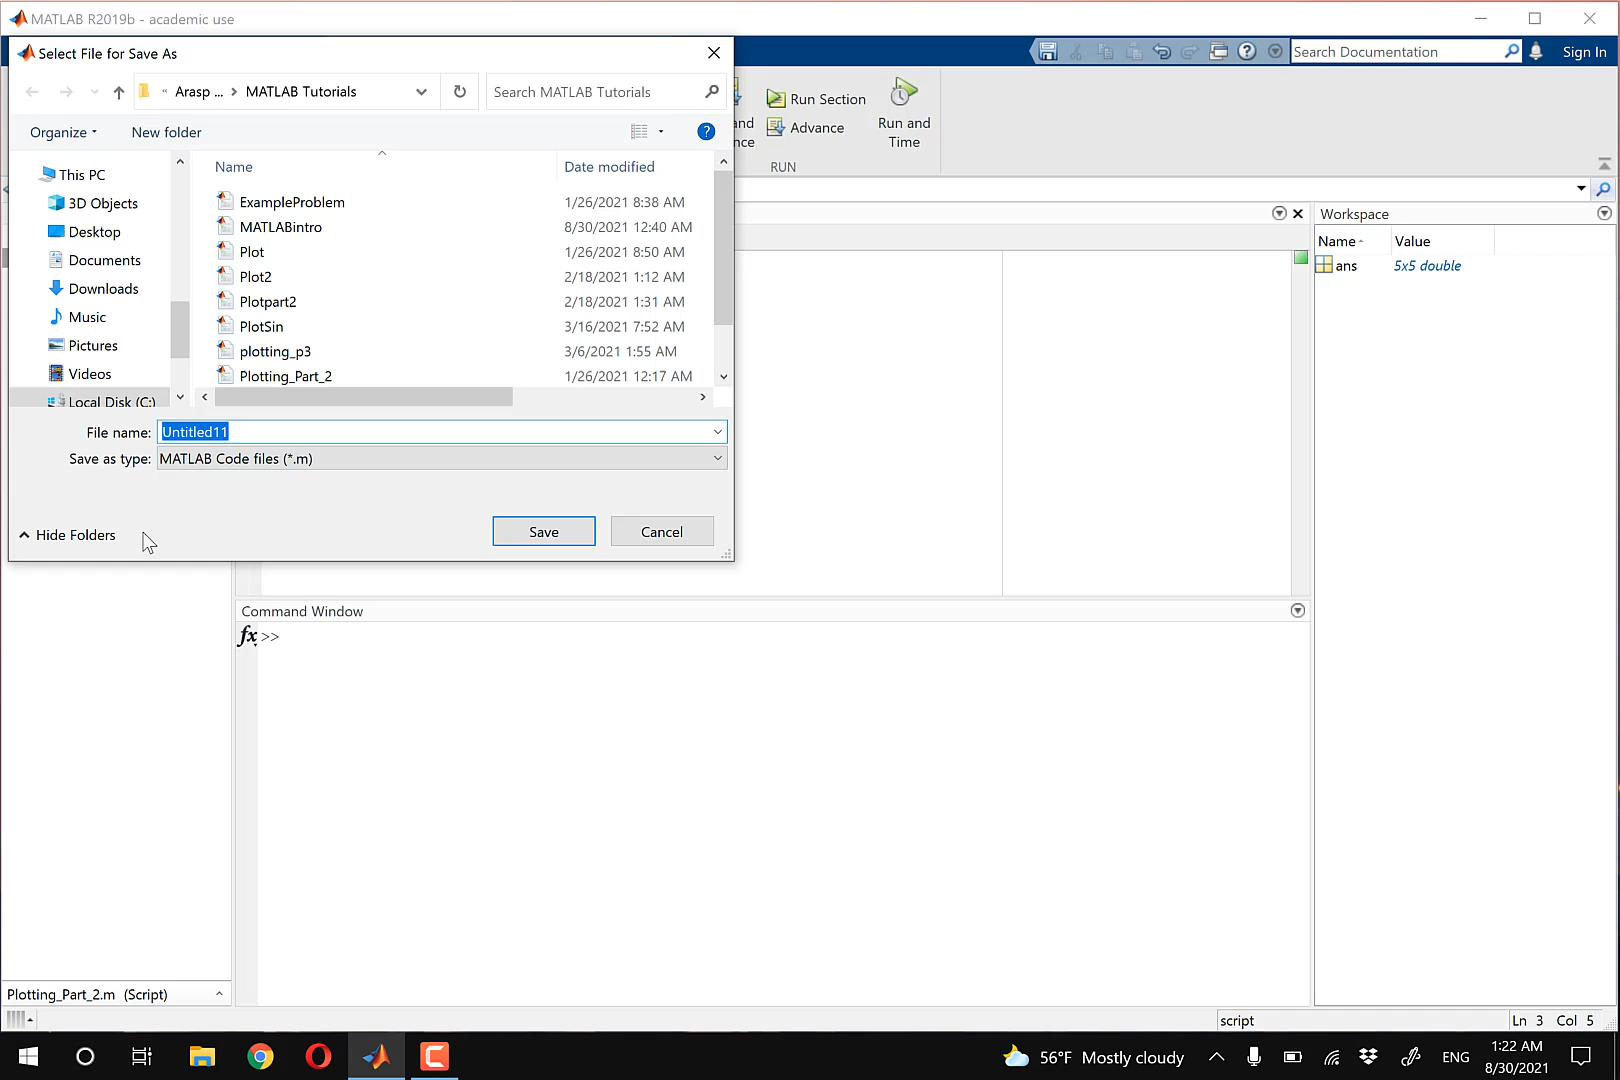 MATLAB R2019b - academic use
Select File for Save As
Search Documentation
Sign In
« Arasp ... > MATLAB Tutorials
Search MATLAB Tutorials
Organize
New folder
?
and
nce
Run Section
Advance
Run and
Time
RUN
This PC
3D Objects
Desktop
Documents
Downloads
Music
Pictures
Videos
Local Disk (C:)
Name Date modified
ExampleProblem 1/26/2021 8:38 AM
MATLABintro 8/30/2021 12:40 AM
Plot 1/26/2021 8:50 AM
Plot2 2/18/2021 1:12 AM
Plotpart2 2/18/2021 1:31 AM
PlotSin 3/16/2021 7:52 AM
plotting_p3 3/6/2021 1:55 AM
Plotting_Part_2 1/26/2021 12:17 AM
File name: Untitled11
Save as type: MATLAB Code files (*.m)
Hide Folders
Save
Cancel
Workspace
Name Value
ans 5x5 double
Command Window
fx >>
Plotting_Part_2.m (Script)
script
Ln 3 Col 5
56°F Mostly cloudy
ENG
1:22 AM
8/30/2021